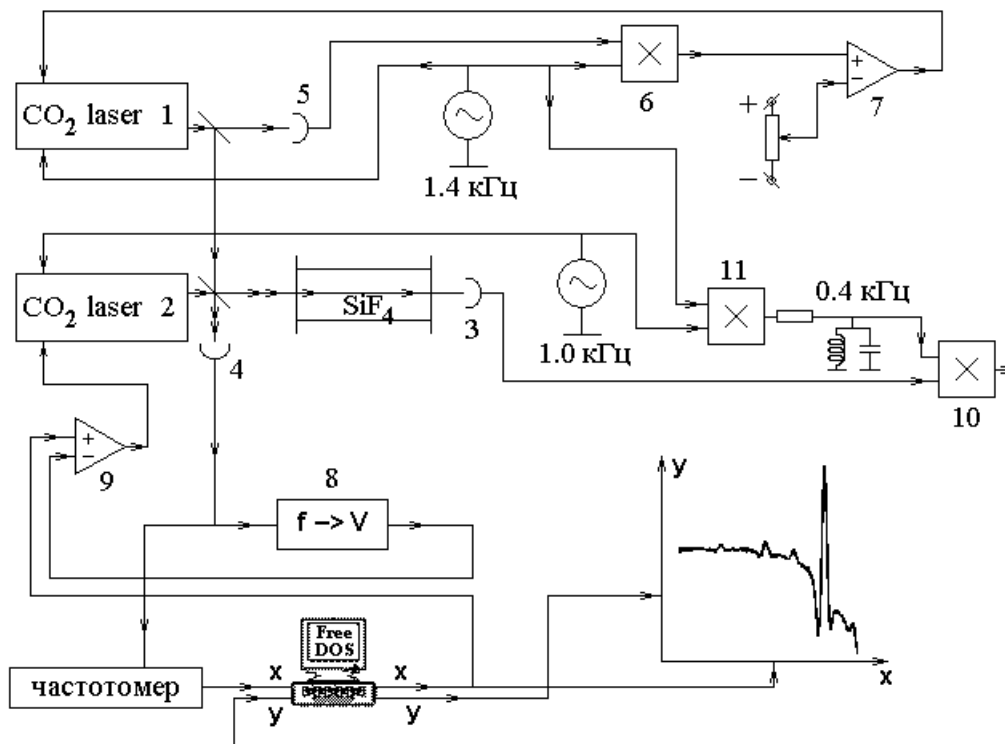 5
6
+
−
7
CO2 laser 1
1.4 кГц
+
−
CO2 laser 2
SiF4
3
4
1.0 кГц
11
0.4 кГц
10
+
−
9
8
f −> V
y
x
Free
DOS
частотомер
x
x
y
y